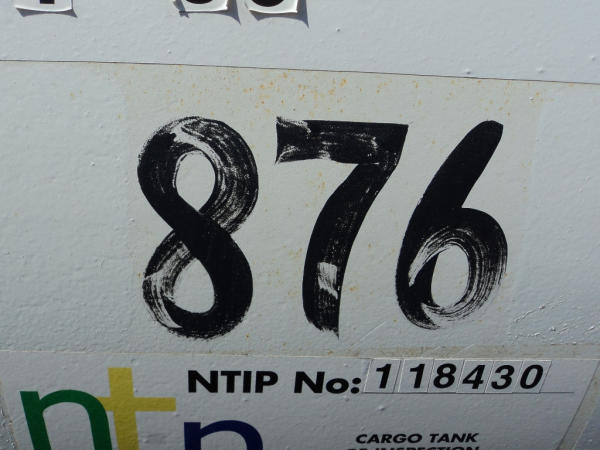 876
NTIP No: 118430
ntp
CARGO TANK